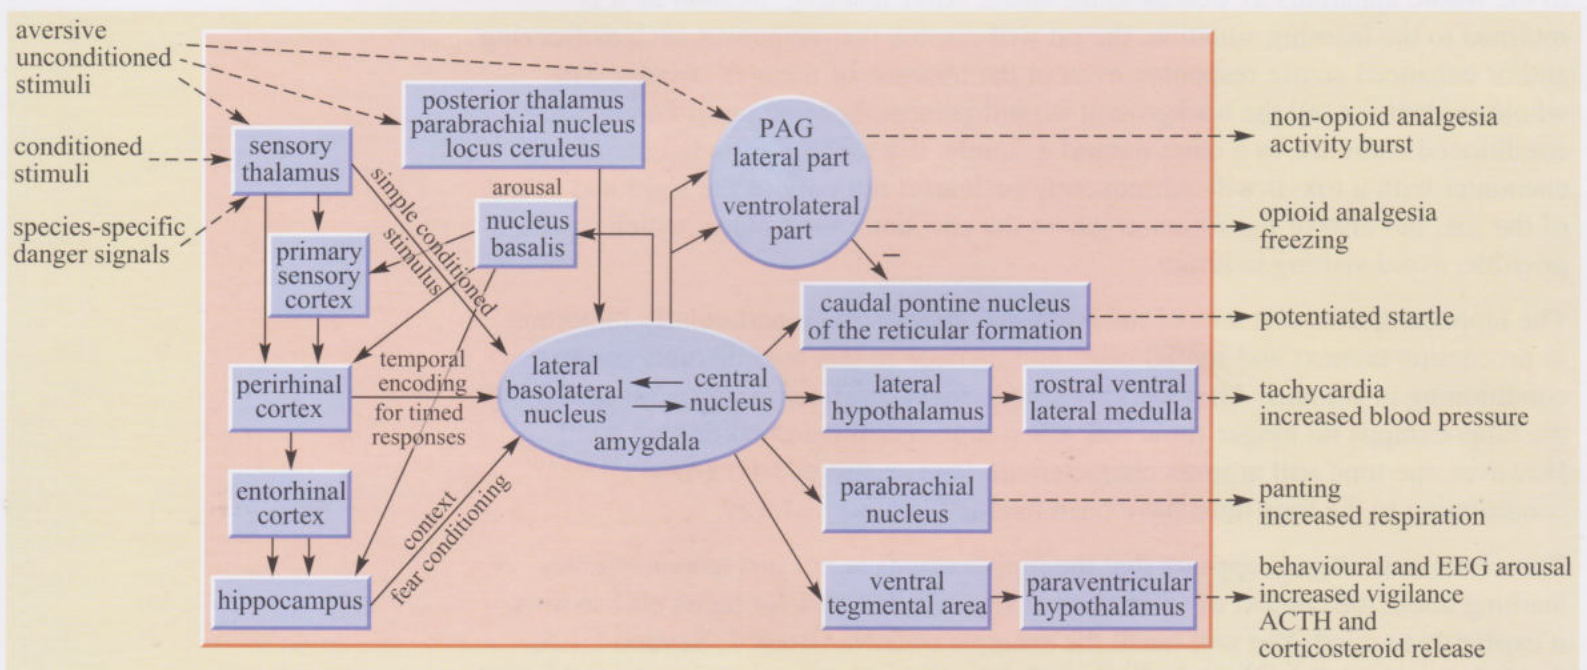 aversive
unconditioned
stimuli
conditioned
stimuli
species-specific
danger signals
sensory
thalamus
primary
sensory
cortex
perirhinal
cortex
entorhinal
cortex
hippocampus
posterior thalamus
parabrachial nucleus
locus ceruleus
arousal
nucleus
basalis
simple conditioned
stimulus
temporal
encoding
for timed
responses
context
fear conditioning
PAG
lateral part
ventrolateral
part
–
lateral
basolateral
nucleus
central
nucleus
amygdala
caudal pontine nucleus
of the reticular formation
lateral
hypothalamus
rostral ventral
lateral medulla
parabrachial
nucleus
ventral
tegmental area
paraventricular
hypothalamus
non-opioid analgesia
activity burst
opioid analgesia
freezing
potentiated startle
tachycardia
increased blood pressure
panting
increased respiration
behavioural and EEG arousal
increased vigilance
ACTH and
corticosteroid release